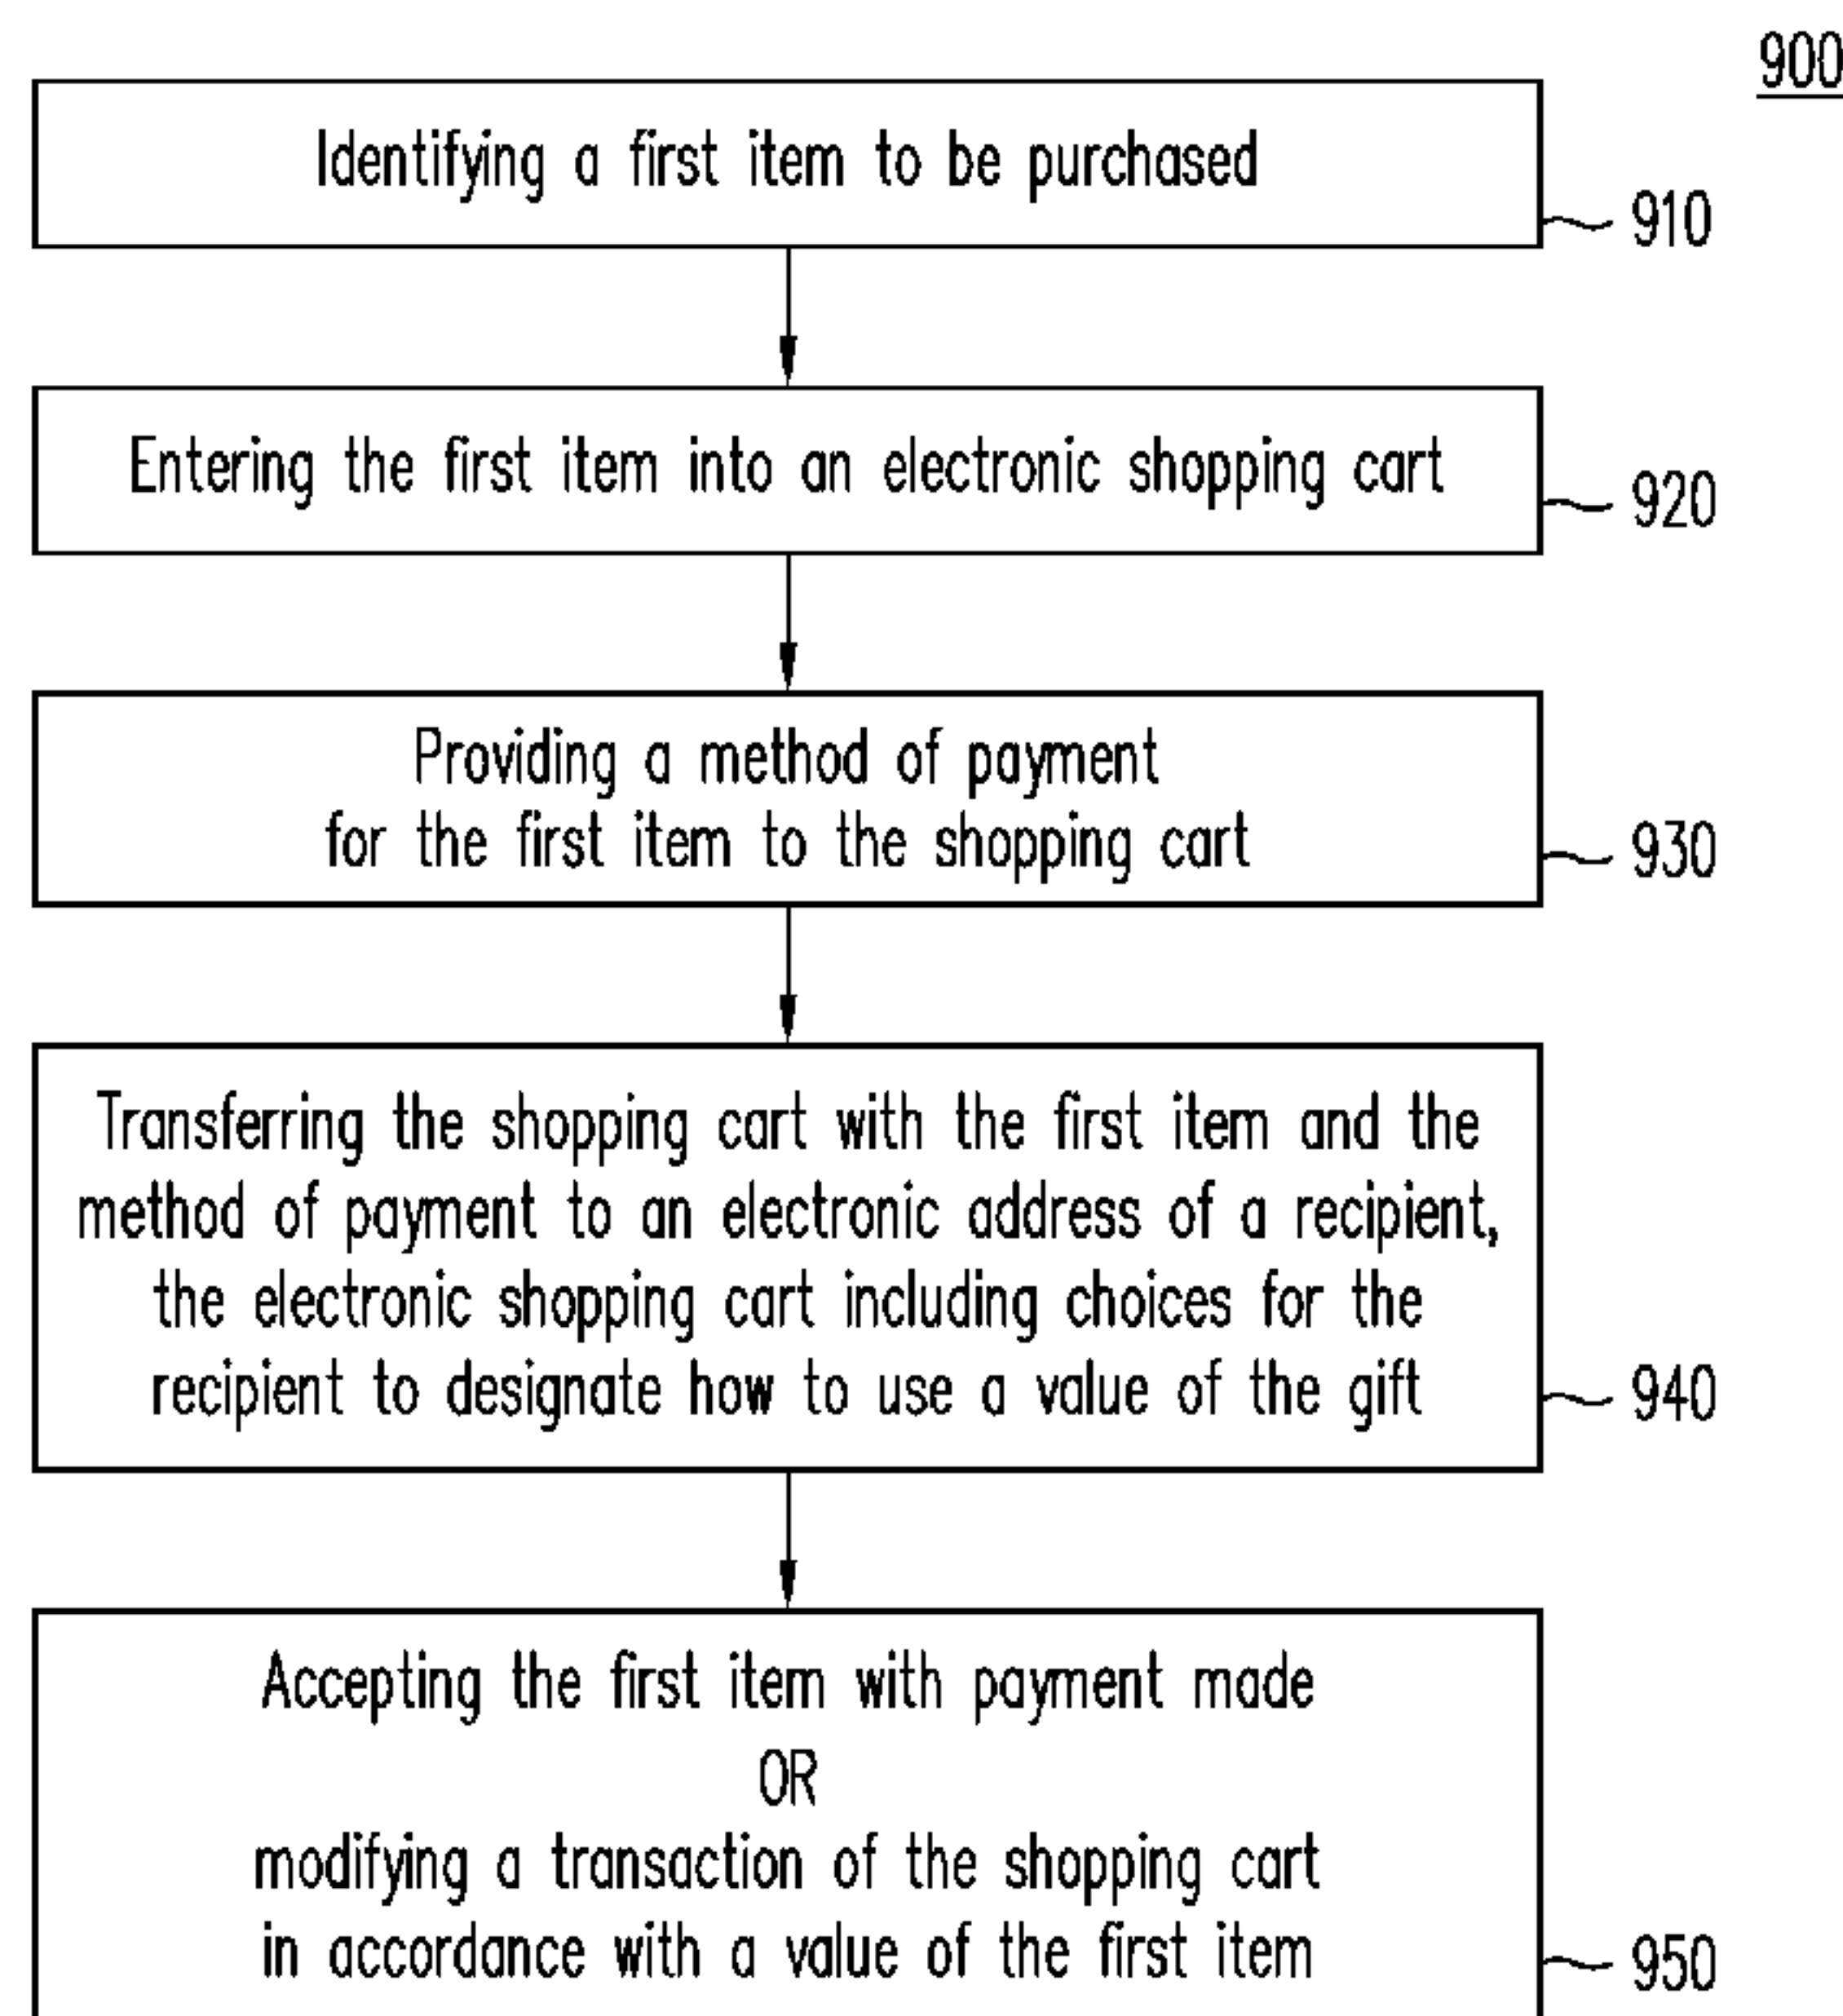 900
Identifying a first item to be purchased
910
Entering the first item into an electronic shopping cart
920
Providing a method of payment
for the first item to the shopping cart
930
Transferring the shopping cart with the first item and the
method of payment to an electronic address of a recipient,
the electronic shopping cart including choices for the
recipient to designate how to use a value of the gift
940
Accepting the first item with payment made
OR
modifying a transaction of the shopping cart
in accordance with a value of the first item
950